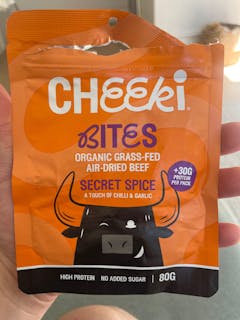 CHEEKi
BITES
ORGANIC GRASS-FED
AIR-DRIED BEEF
SECRET SPICE
A TOUCH OF CHILLI & GARLIC
+30G
PROTEIN
PER PACK
HIGH PROTEIN NO ADDED SUGAR | 80G